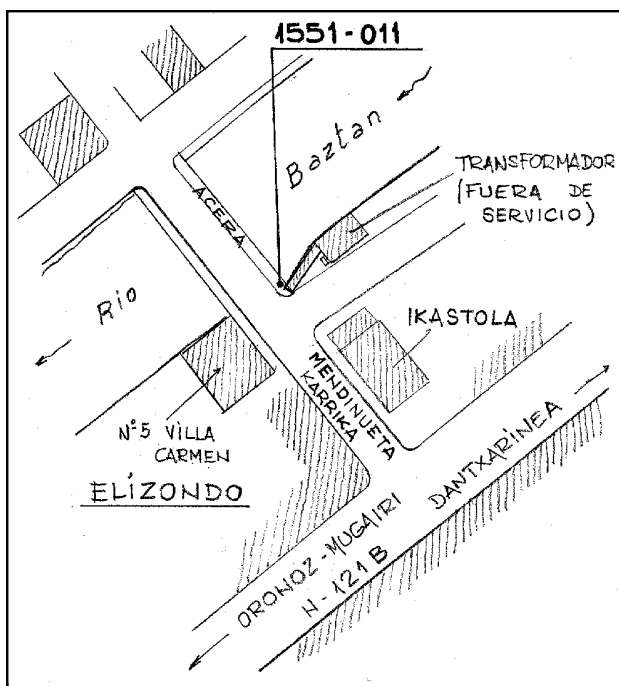 1551-011
Baztan
TRANSFORMADOR
(FUERA DE
SERVICIO)
ACERA
Río
IKASTOLA
MENDINUETA
KARRIKA
Nº5 VILLA
CARMEN
ELIZONDO
DANTXARINEA
ORONOZ-MUGAIRI
N-121 B